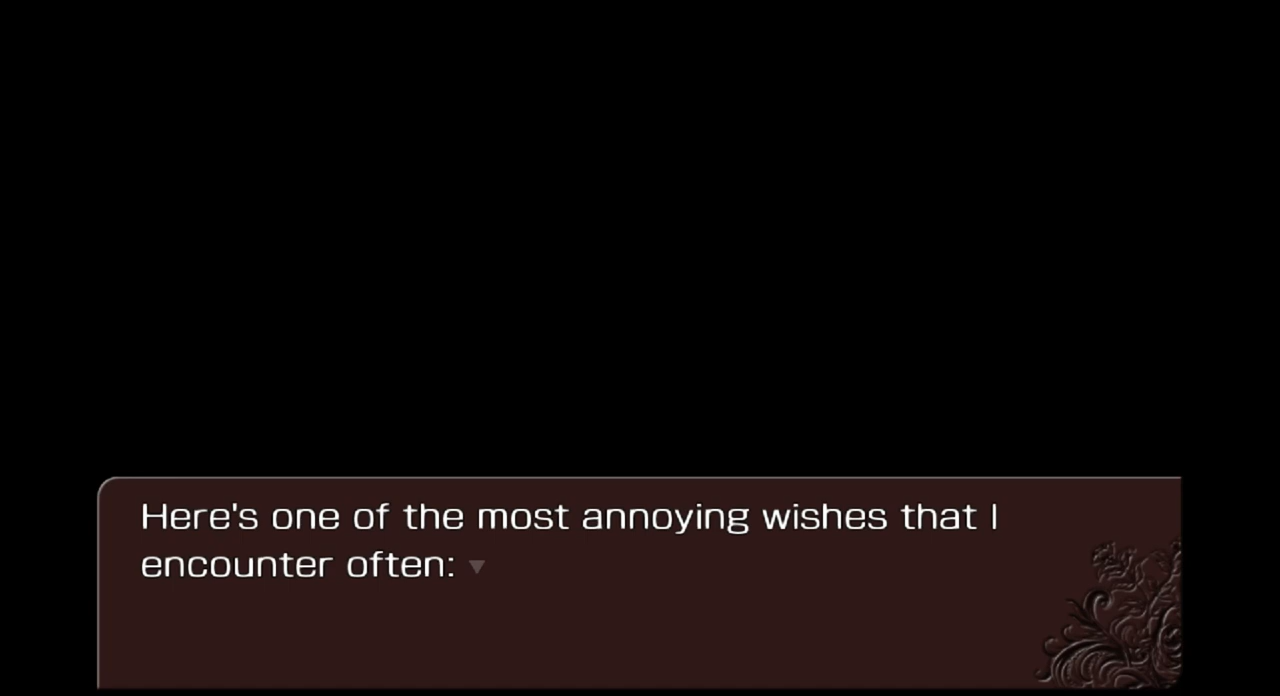 Here's one of the most annoying wishes that I
encounter often: